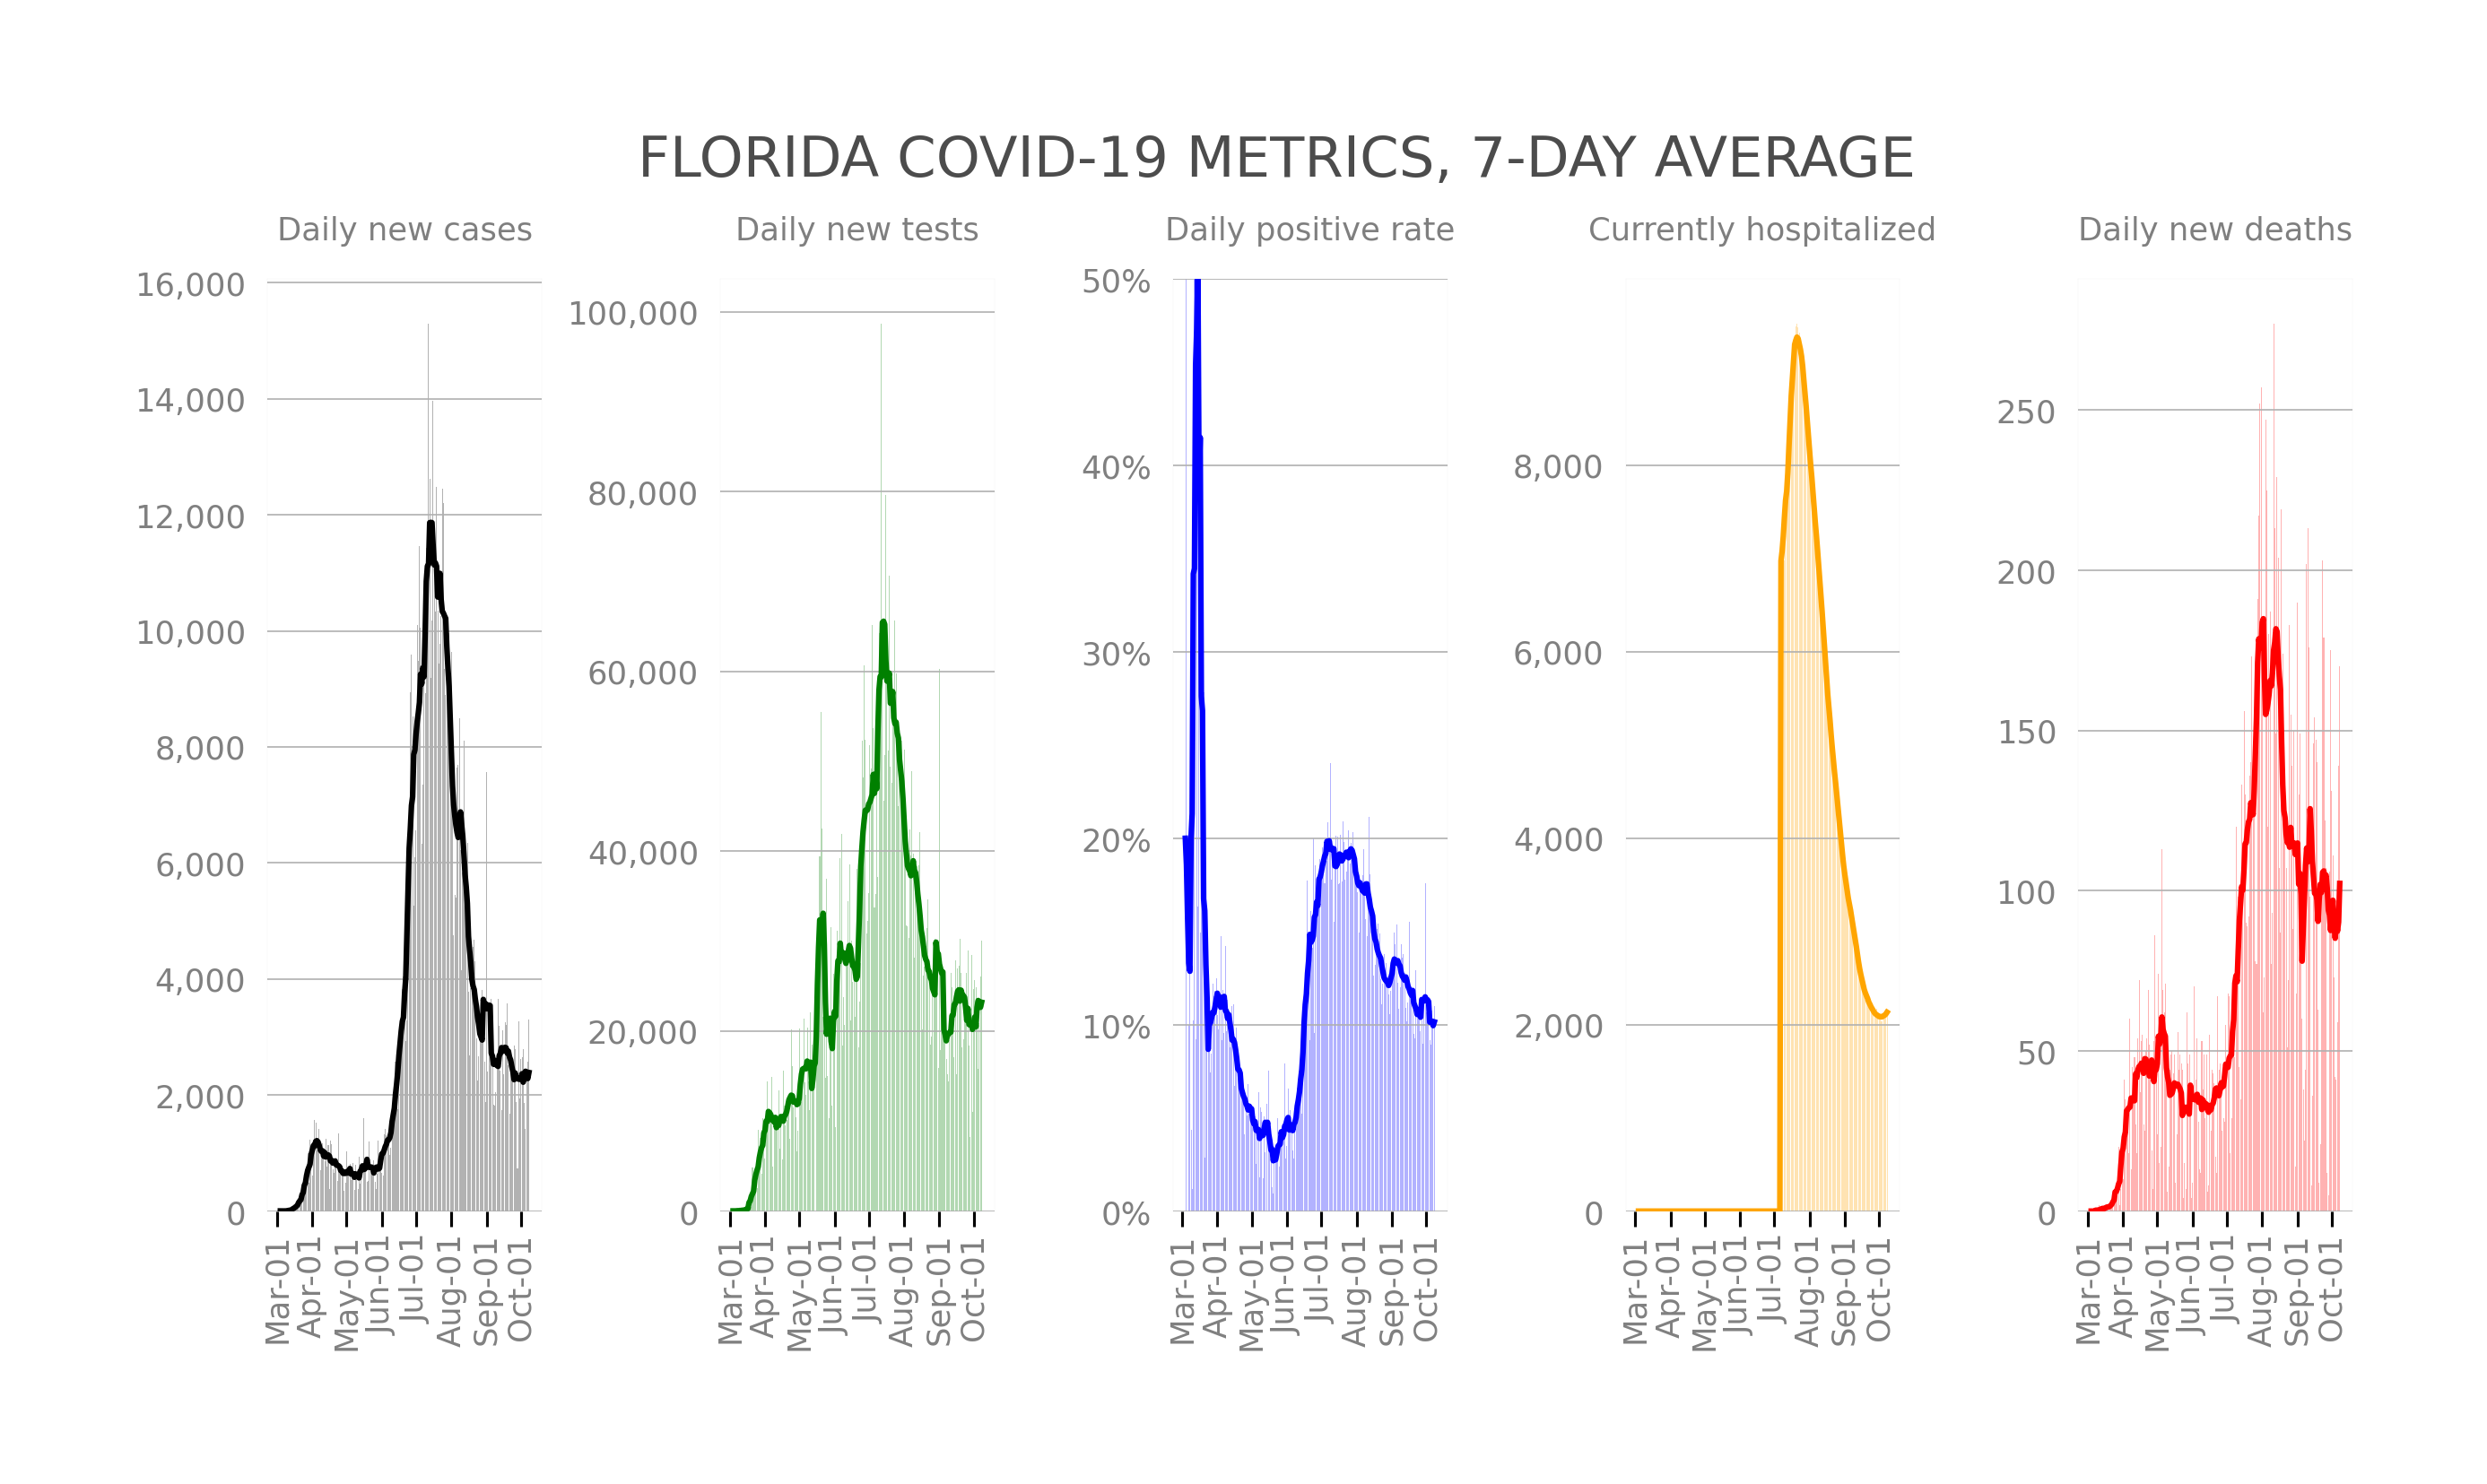 FLORIDA COVID-19 METRICS, 7-DAY AVERAGE
Daily new cases
16,000
14,000
12,000
10,000
8,000
6,000
4,000
2,000
0
Mar-01
Apr-01
May-01
Jun-01
Jul-01
Aug-01
Sep-01
Oct-01
Daily new tests
100,000
80,000
60,000
40,000
20,000
0
Mar-01
Apr-01
May-01
Jun-01
Jul-01
Aug-01
Sep-01
Oct-01
Daily positive rate
50%
40%
30%
20%
10%
0%
Mar-01
Apr-01
May-01
Jun-01
Jul-01
Aug-01
Sep-01
Oct-01
Currently hospitalized
8,000
6,000
4,000
2,000
0
Mar-01
Apr-01
May-01
Jun-01
Jul-01
Aug-01
Sep-01
Oct-01
Daily new deaths
250
200
150
100
50
0
Mar-01
Apr-01
May-01
Jun-01
Jul-01
Aug-01
Sep-01
Oct-01